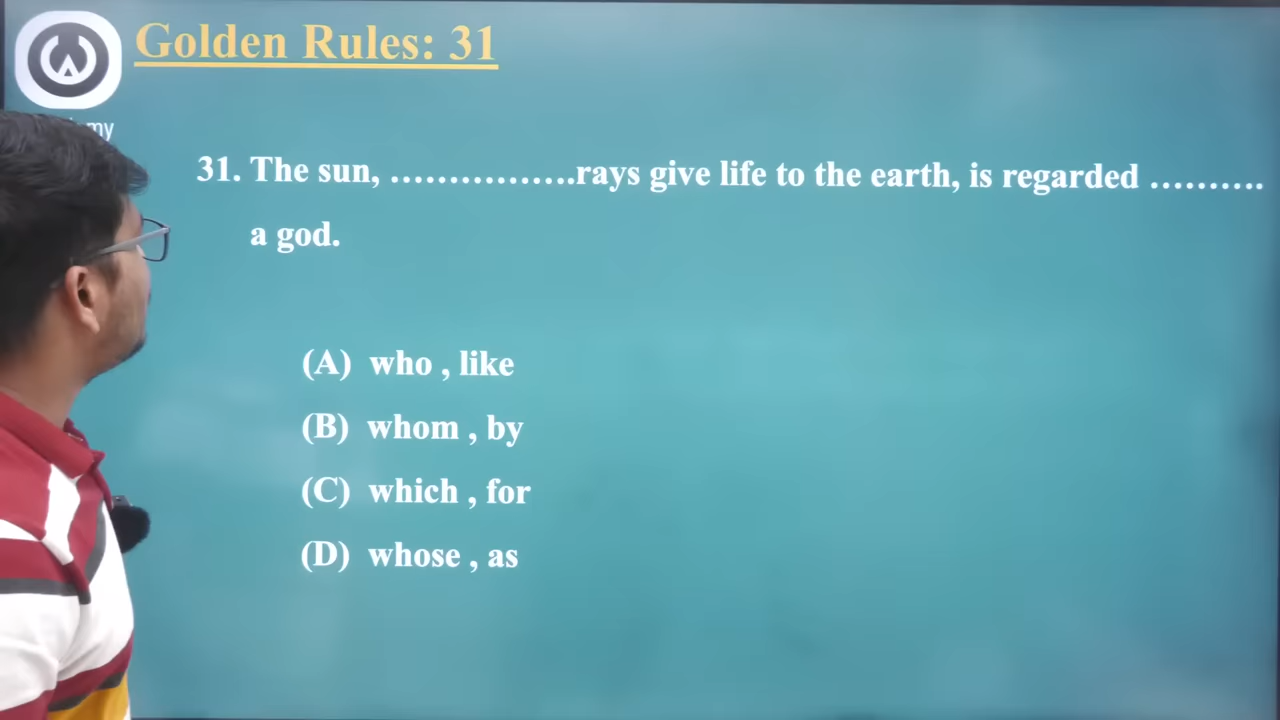 Golden Rules: 31
my
31. The sun, ................rays give life to the earth, is regarded ..........
a god.
(A) who , like
(B) whom , by
(C) which , for
(D) whose , as